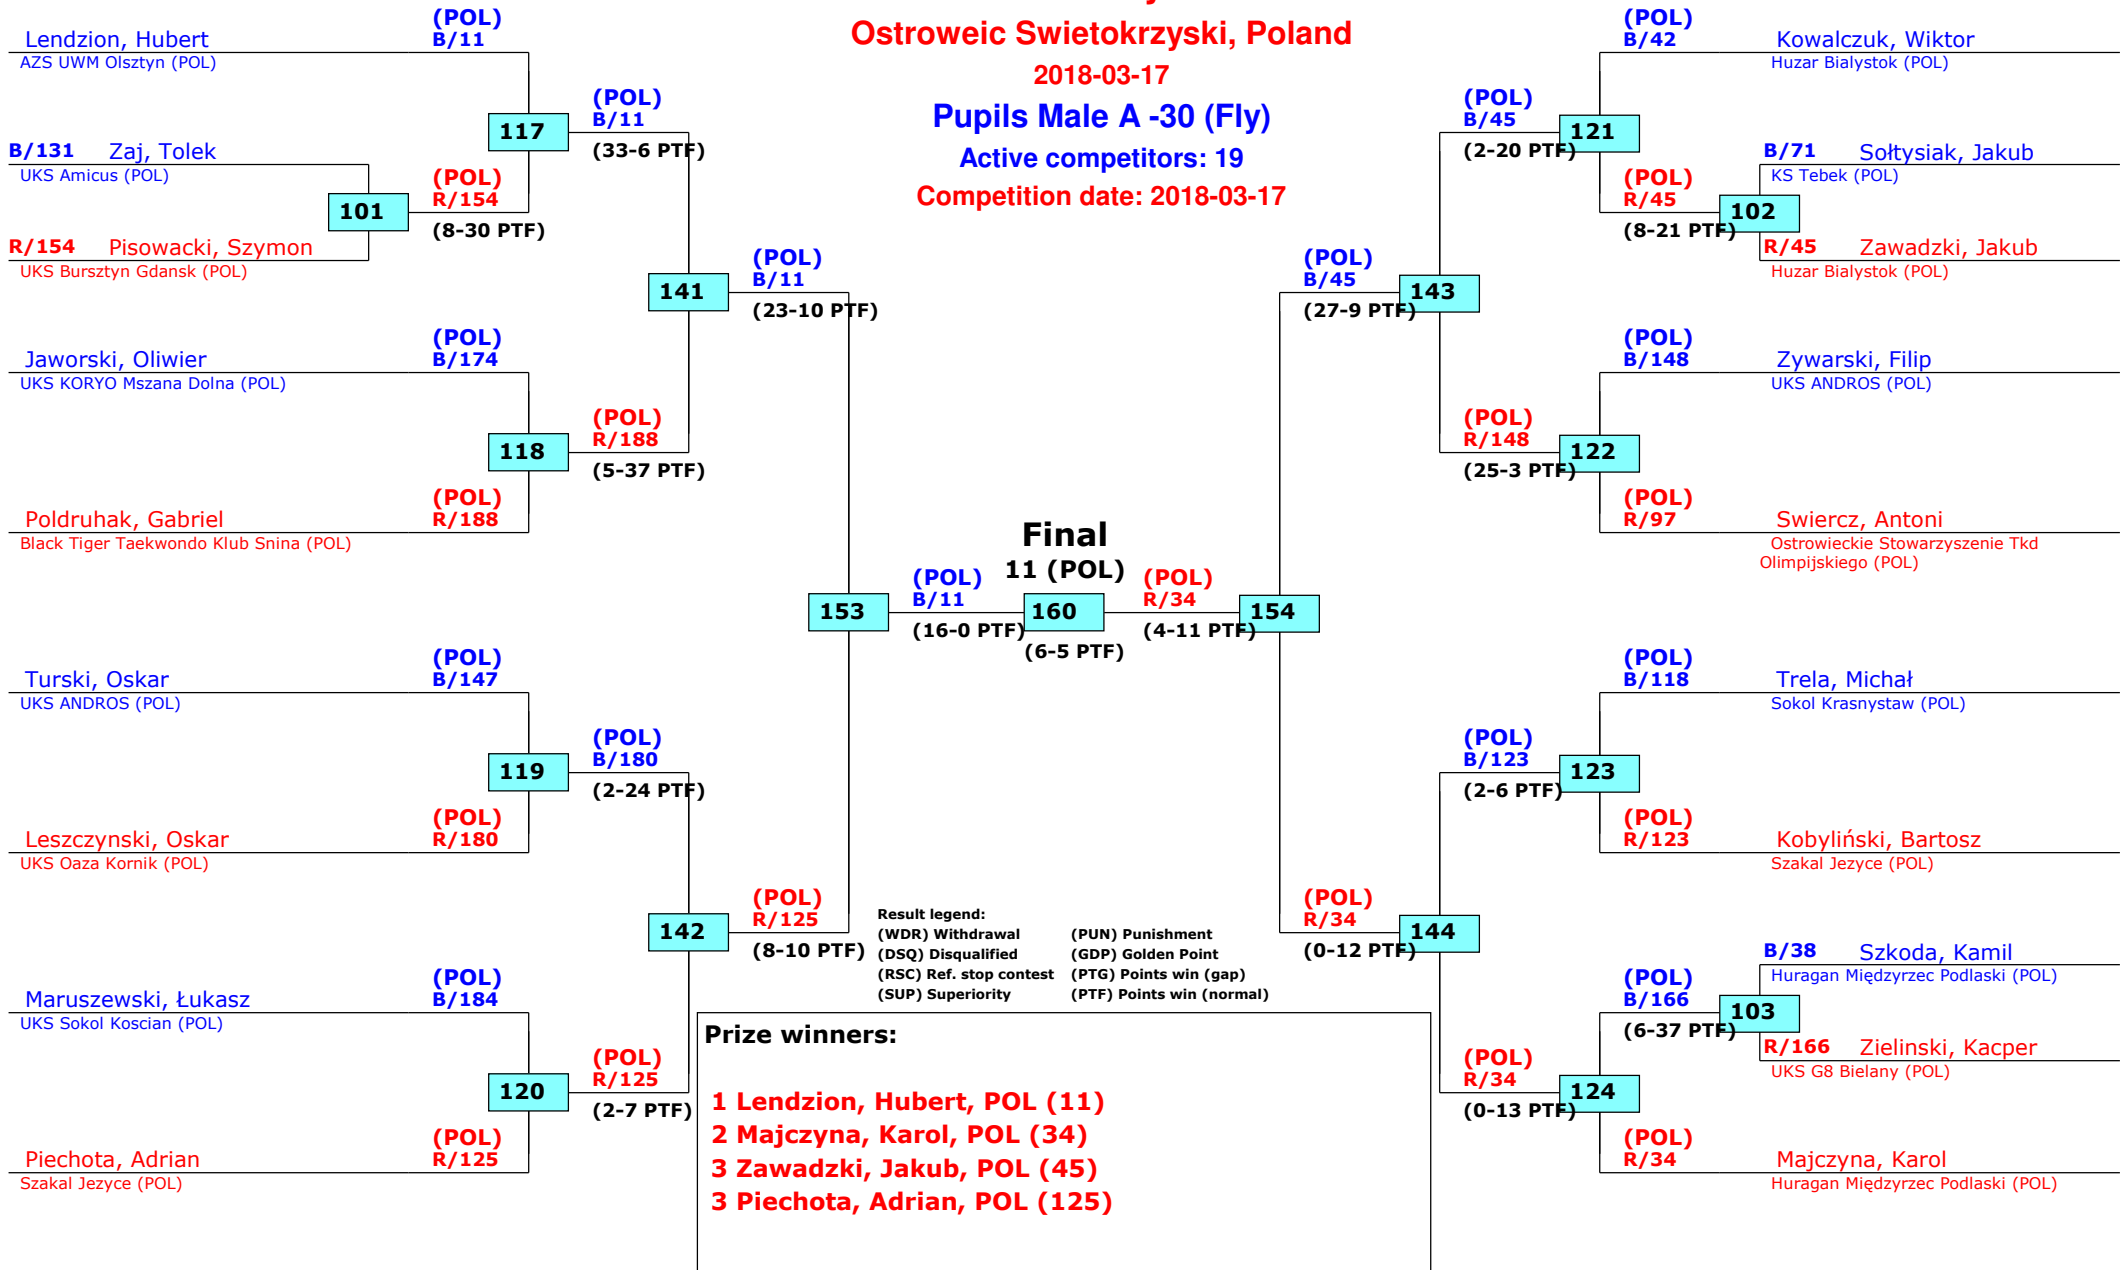 Ostroweic Swietokrzyski, Poland
2018-03-17
Pupils Male A -30 (Fly)
Active competitors: 19
Competition date: 2018-03-17
(POL)
Lendzion, Hubert B/11
AZS UWM Olsztyn (POL)
B/131 Zaj, Tolek
UKS Amicus (POL)
101
(POL)
R/154
(8-30 PTF)
R/154 Pisowacki, Szymon
UKS Bursztyn Gdansk (POL)
117
(POL)
B/11
(33-6 PTF)
(POL)
Jaworski, Oliwier B/174
UKS KORYO Mszana Dolna (POL)
118
(POL)
R/188
(5-37 PTF)
(POL)
Poldruhak, Gabriel R/188
Black Tiger Taekwondo Klub Snina (POL)
141
(POL)
B/11
(23-10 PTF)
(POL)
Turski, Oskar B/147
UKS ANDROS (POL)
119
(POL)
B/180
(2-24 PTF)
(POL)
Leszczynski, Oskar R/180
UKS Oaza Kornik (POL)
142
(POL)
R/125
(8-10 PTF)
(POL)
Maruszewski, Łukasz B/184
UKS Sokol Koscian (POL)
120
(POL)
R/125
(2-7 PTF)
(POL)
Piechota, Adrian R/125
Szakal Jezyce (POL)
153
(POL)
B/11
(16-0 PTF)
Final
11 (POL)
160
(6-5 PTF)
(POL)
R/34
(4-11 PTF)
154
(POL)
B/45
(27-9 PTF)
143
(POL)
B/45
(2-20 PTF)
121
(POL)
B/42 Kowalczuk, Wiktor
Huzar Bialystok (POL)
B/71 Sołtysiak, Jakub
KS Tebek (POL)
(POL)
R/45
(8-21 PTF)
102
R/45 Zawadzki, Jakub
Huzar Bialystok (POL)
(POL)
B/148 Zywarski, Filip
UKS ANDROS (POL)
(POL)
R/148
(25-3 PTF)
122
(POL)
R/97 Swiercz, Antoni
Ostrowieckie Stowarzyszenie Tkd
Olimpijskiego (POL)
(POL)
B/118 Trela, Michał
Sokol Krasnystaw (POL)
(POL)
B/123
(2-6 PTF)
123
(POL)
R/123 Kobyliński, Bartosz
Szakal Jezyce (POL)
(POL)
R/34
(0-12 PTF)
144
B/38 Szkoda, Kamil
Huragan Międzyrzec Podlaski (POL)
(POL)
B/166
(6-37 PTF)
103
R/166 Zielinski, Kacper
UKS G8 Bielany (POL)
(POL)
R/34
(0-13 PTF)
124
(POL)
R/34 Majczyna, Karol
Huragan Międzyrzec Podlaski (POL)
Result legend:
(WDR) Withdrawal (PUN) Punishment
(DSQ) Disqualified (GDP) Golden Point
(RSC) Ref. stop contest (PTG) Points win (gap)
(SUP) Superiority (PTF) Points win (normal)
Prize winners:
1 Lendzion, Hubert, POL (11)
2 Majczyna, Karol, POL (34)
3 Zawadzki, Jakub, POL (45)
3 Piechota, Adrian, POL (125)